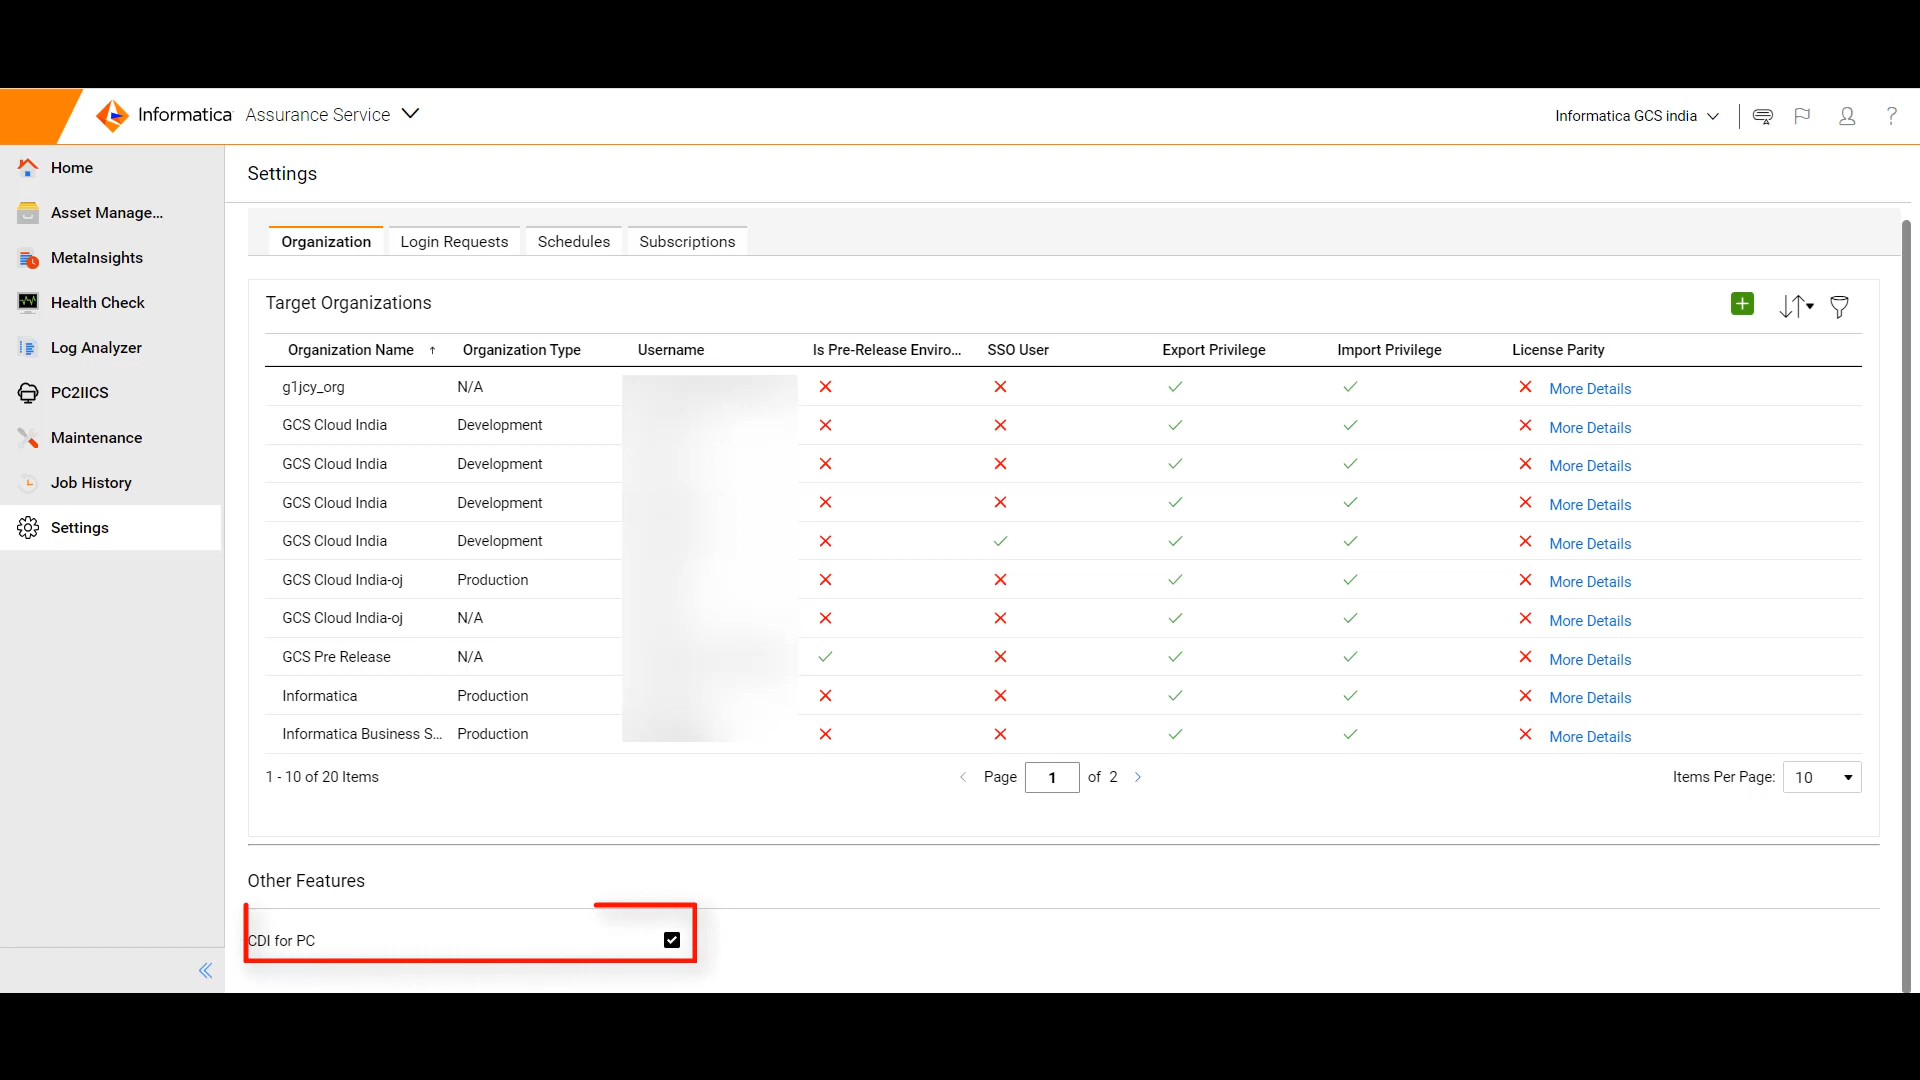 Informatica Assurance Service
Informatica GCS india
?
Home
Asset Manage...
MetaInsights
Health Check
Log Analyzer
PC2IICS
Maintenance
Job History
Settings
Settings
Organization Login Requests Schedules Subscriptions
Target Organizations
Organization Name ↑ Organization Type Username Is Pre-Release Enviro... SSO User Export Privilege Import Privilege License Parity
g1jcy_org N/A More Details
GCS Cloud India Development More Details
GCS Cloud India Development More Details
GCS Cloud India Development More Details
GCS Cloud India Development More Details
GCS Cloud India-oj Production More Details
GCS Cloud India-oj N/A More Details
GCS Pre Release N/A More Details
Informatica Production More Details
Informatica Business S... Production More Details
1 - 10 of 20 Items Page 1 of 2 Items Per Page: 10
Other Features
CDI for PC